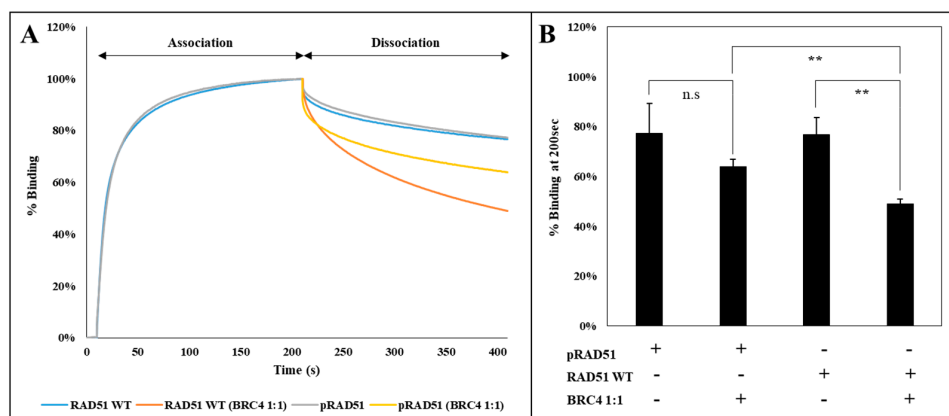 A
Association
Dissociation
120%
100%
80%
60%
40%
20%
0%
% Binding
0 50 100 150 200 250 300 350 400
Time (s)
RAD51 WT RAD51 WT (BRC4 1:1) pRAD51 pRAD51 (BRC4 1:1)
B
120%
100%
80%
60%
40%
20%
0%
% Binding at 200sec
**
n.s
**
pRAD51 + + - -
RAD51 WT - - + +
BRC4 1:1 - + - +